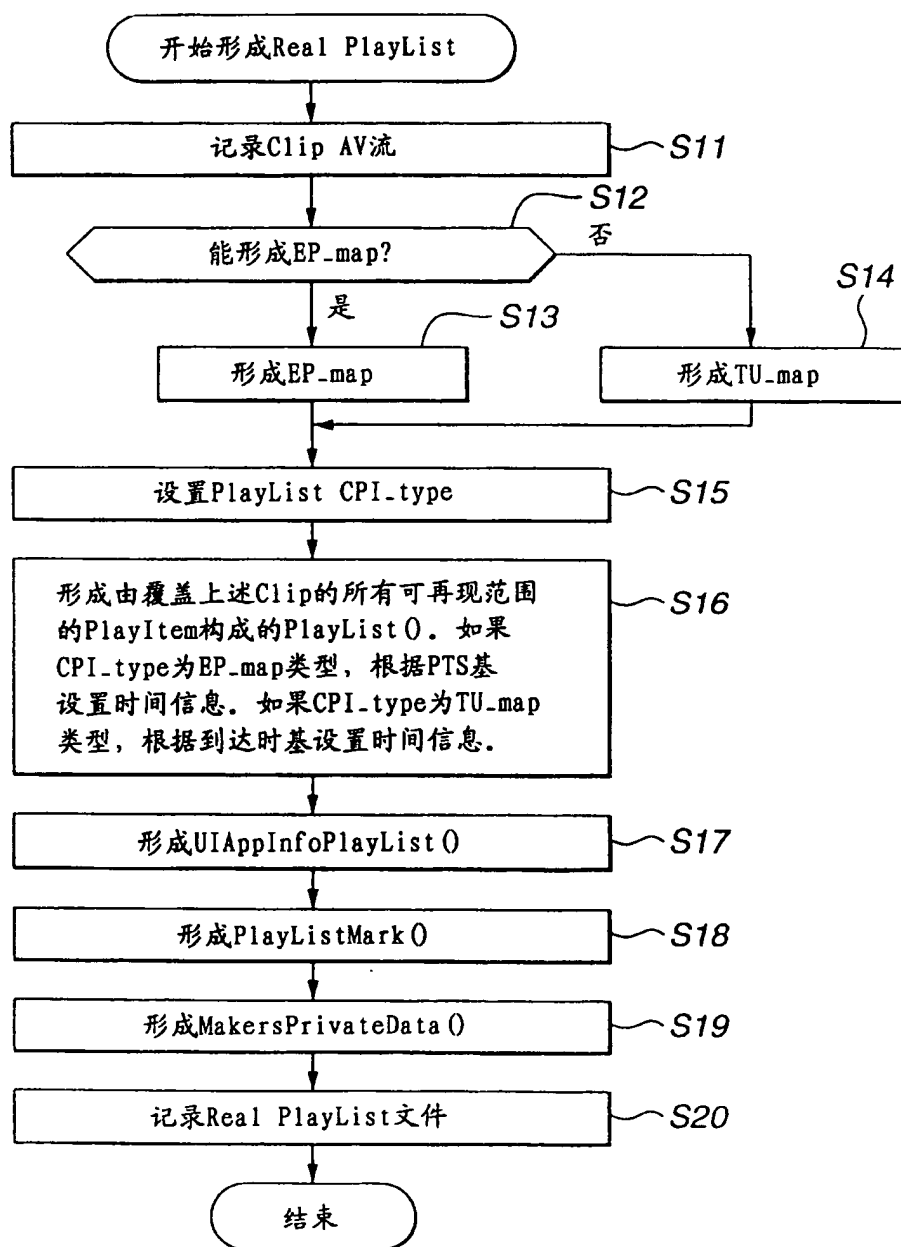 开始形成Real PlayList
记录Clip AV流
S11
S12
能形成EP_map?
否
是
S13
S14
形成EP_map
形成TU_map
设置PlayList CPI_type
S15
形成由覆盖上述Clip的所有可再现范围
的PlayItem构成的PlayList()。如果
CPI_type为EP_map类型，根据PTS基
设置时间信息。如果CPI_type为TU_map
类型，根据到达时基设置时间信息。
S16
形成UIAppInfoPlayList()
S17
形成PlayListMark()
S18
形成MakersPrivateData()
S19
记录Real PlayList文件
S20
结束